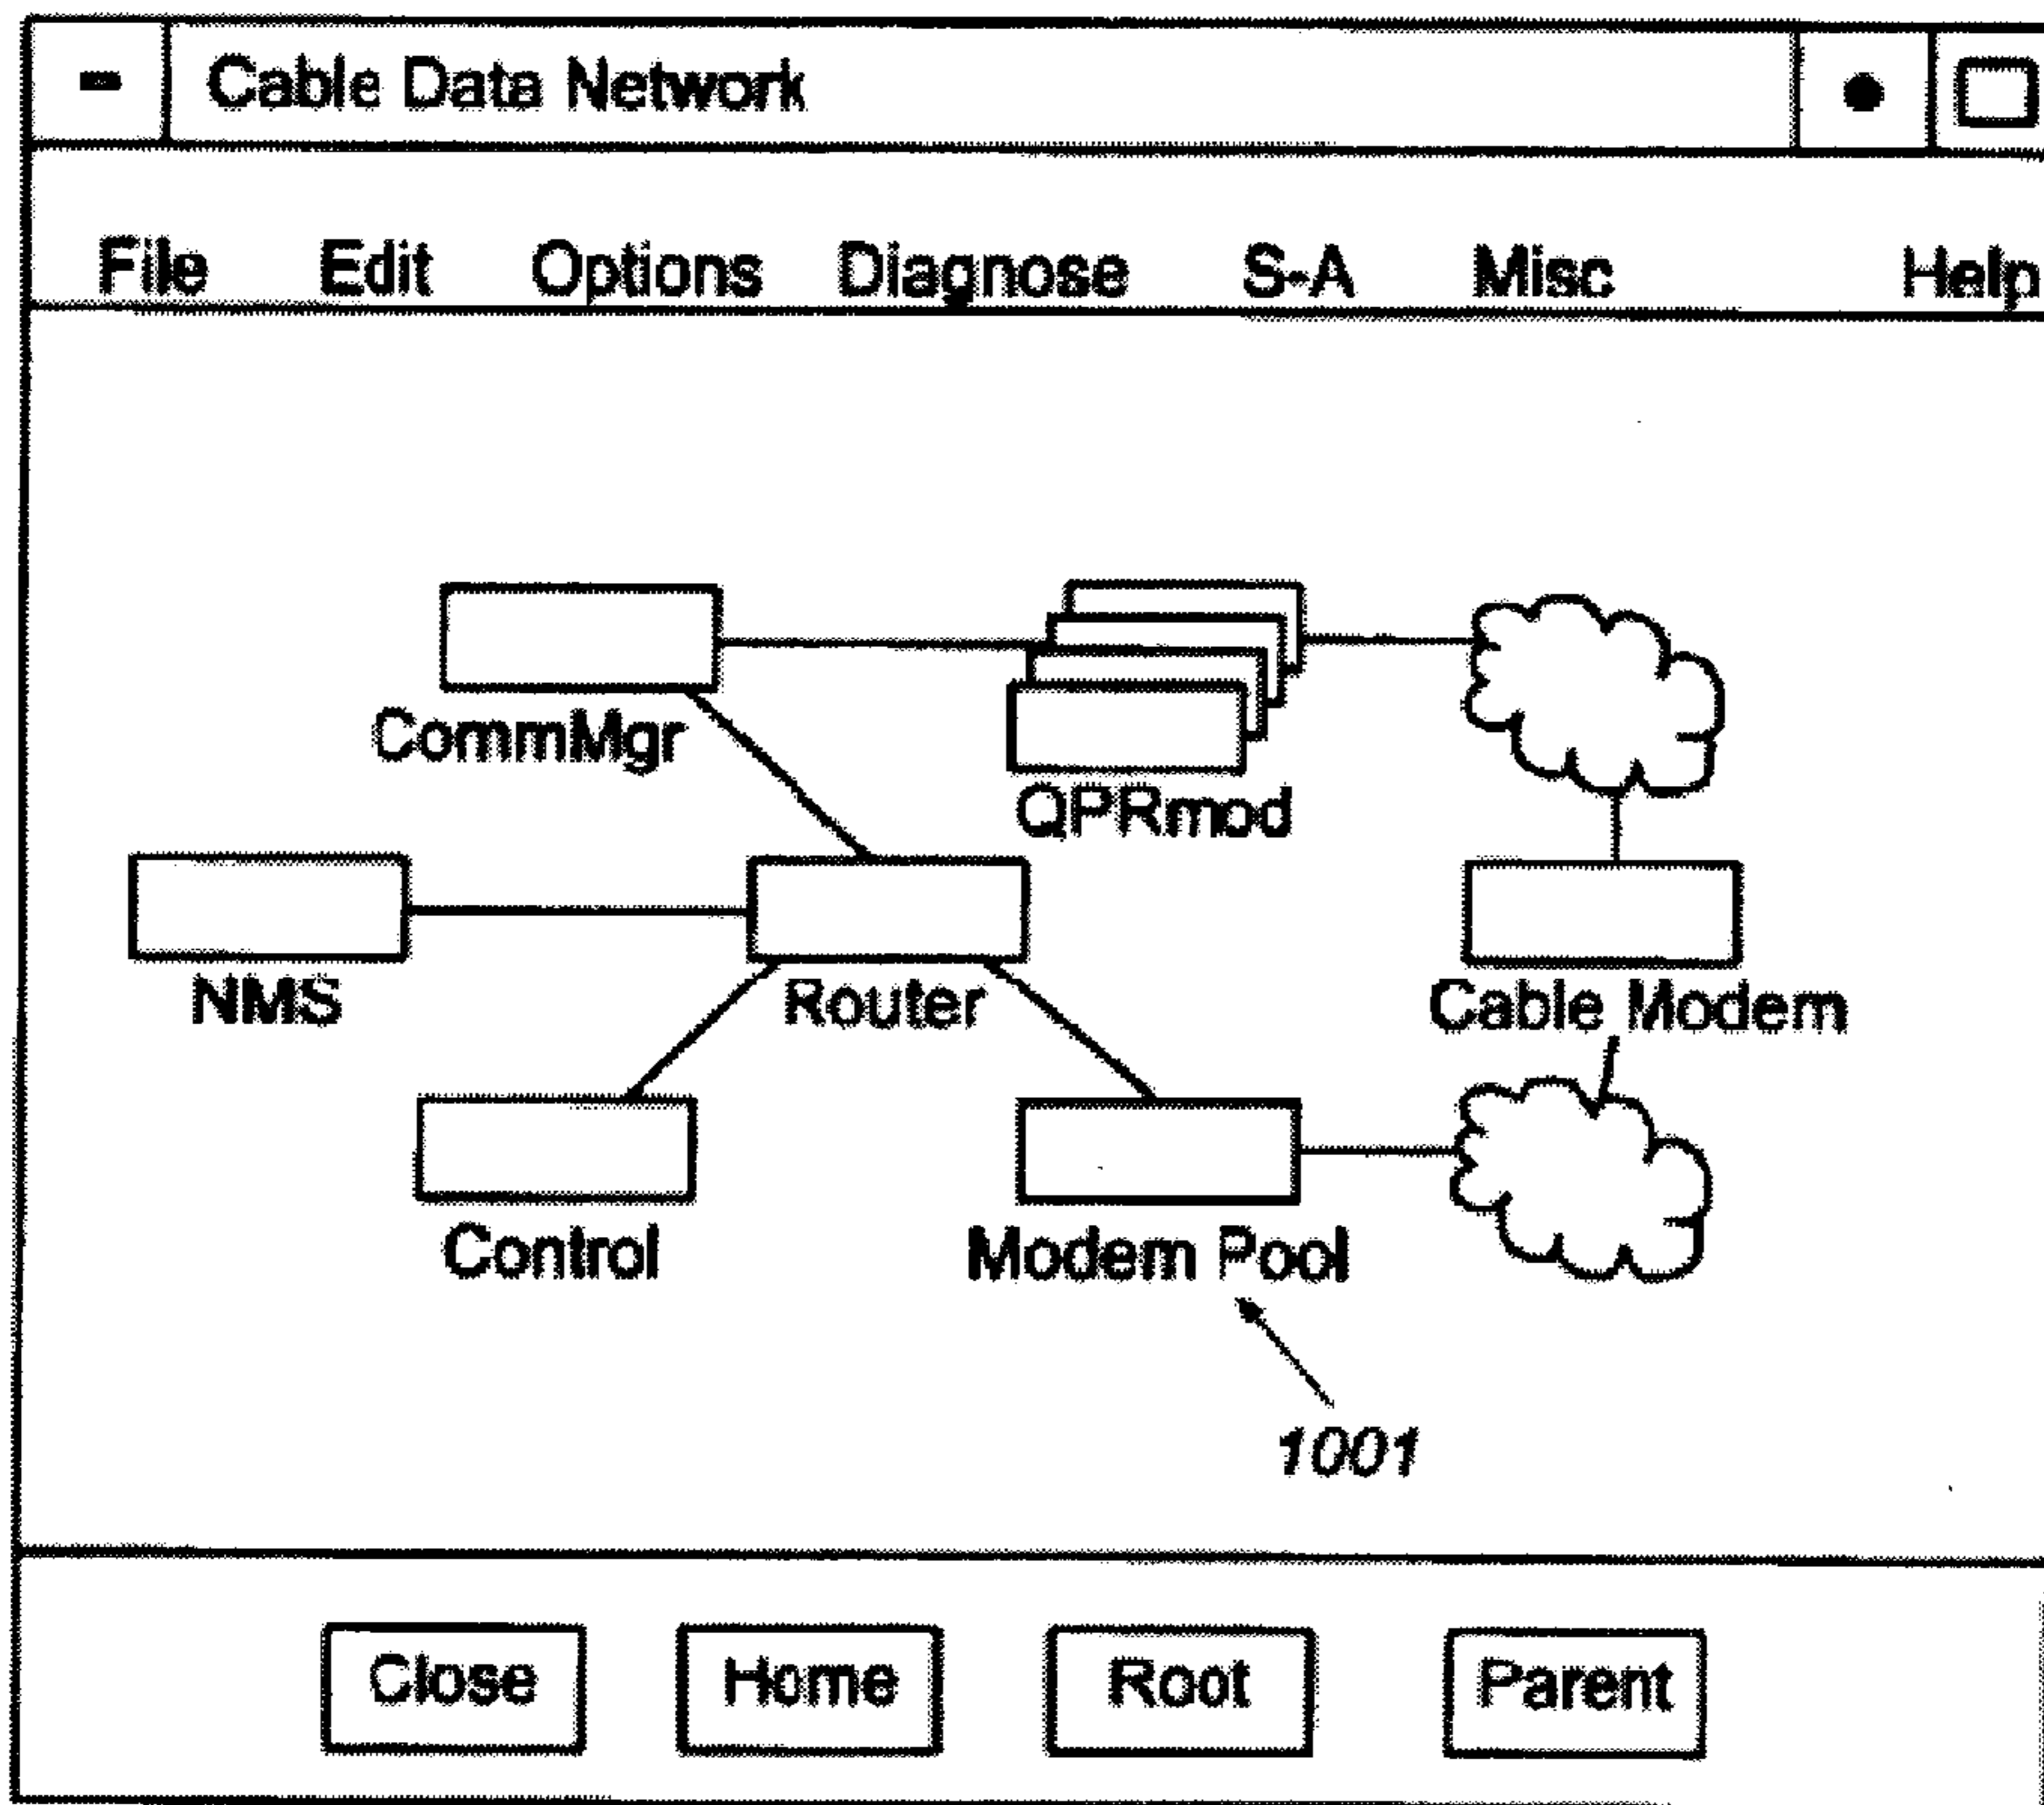 Cable Data Network
File Edit Options Diagnose S-A Misc Help
CommMgr
QPRmod
NMS
Router
Cable Modem
Control
Modem Pool
1001
Close Home Root Parent